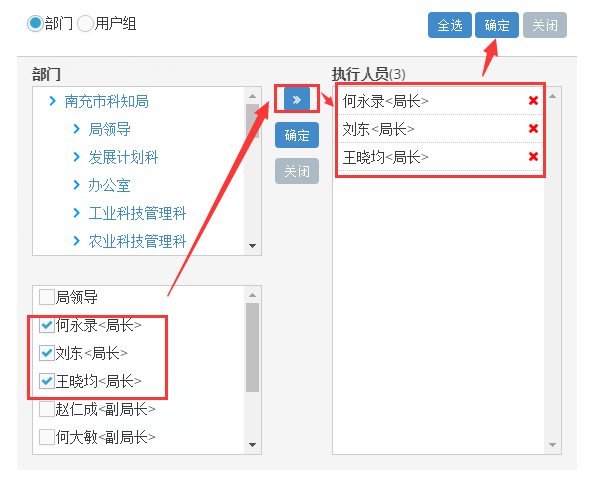 部门 用户组 全选 确定 关闭
部门
执行人员(3)
南充市科知局
局领导
发展计划科
办公室
工业科技管理科
农业科技管理科
»
确定
关闭
何永录<局长>
刘东<局长>
王晓均<局长>
局领导
何永录<局长>
刘东<局长>
王晓均<局长>
赵仁成<副局长>
何大敏<副局长>